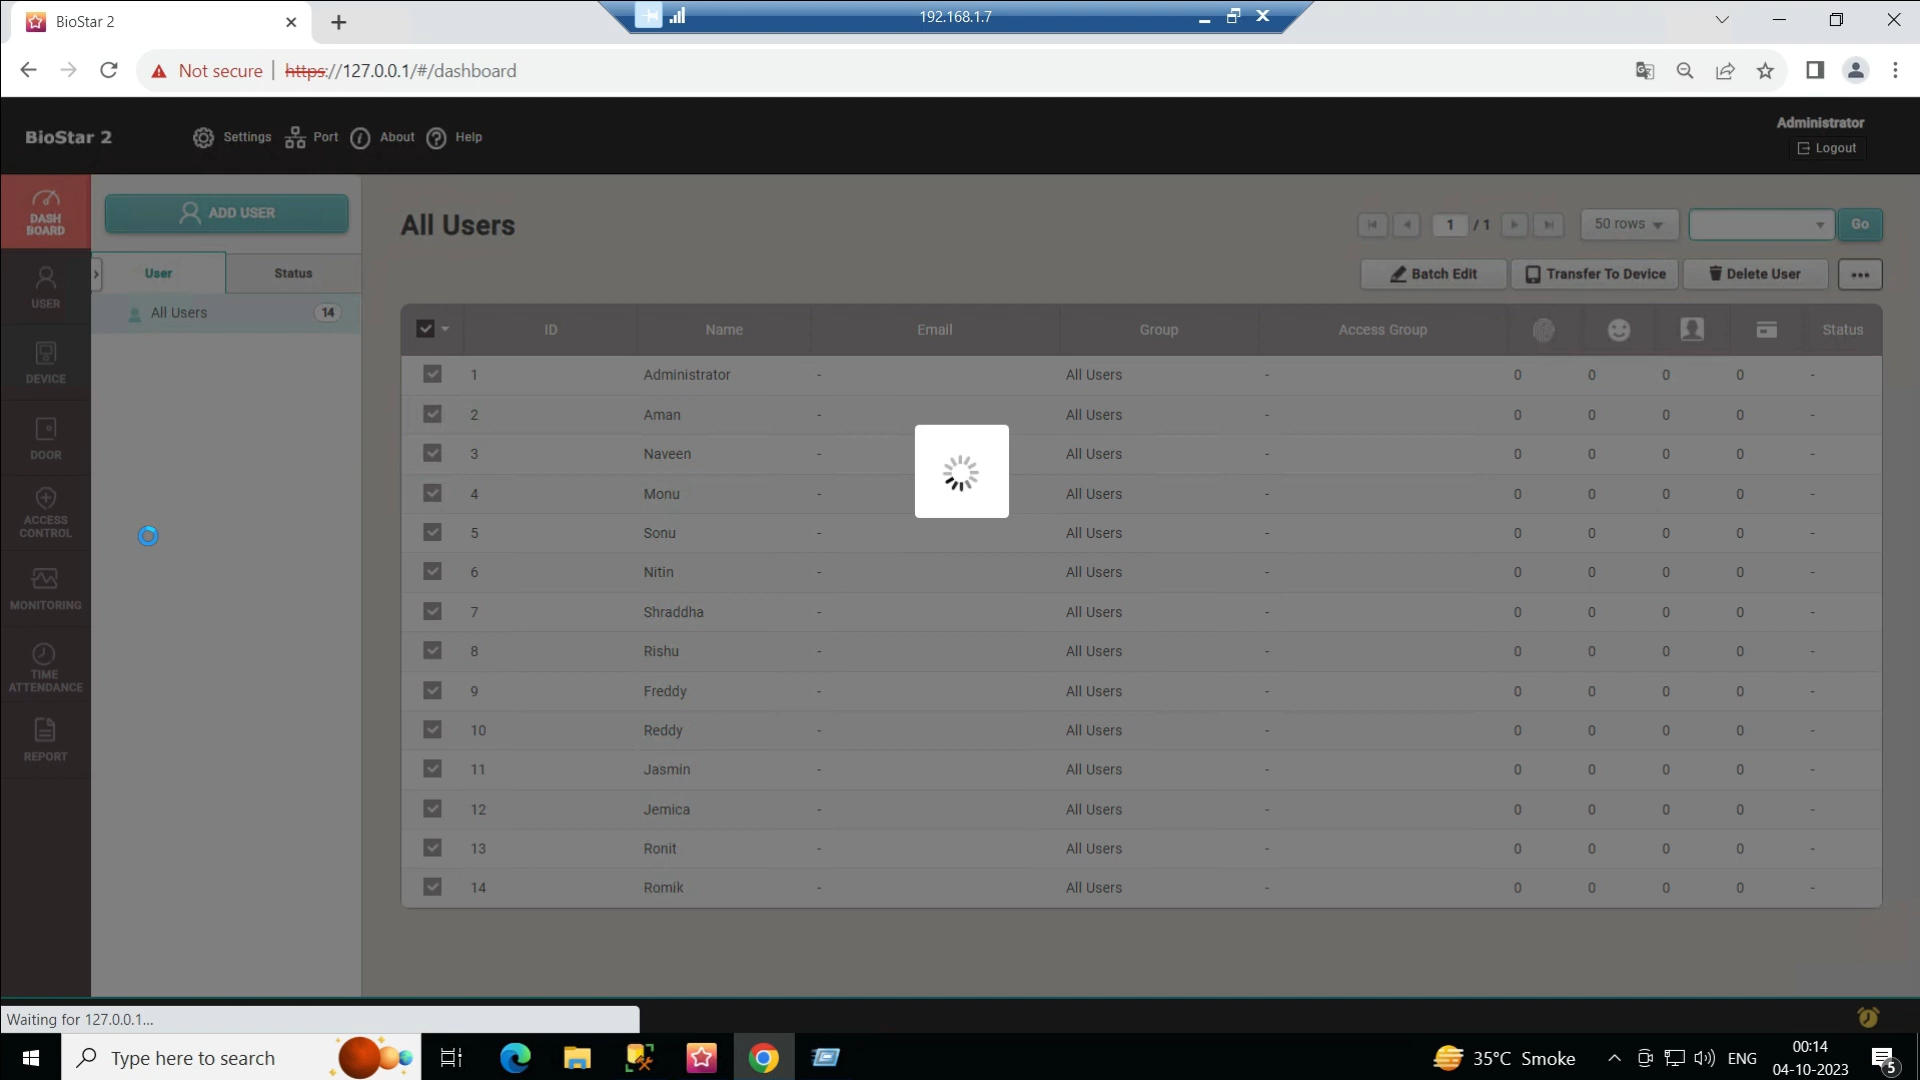 BioStar 2
192.168.1.7
Not secure
https://127.0.0.1/#/dashboard
BioStar 2
Settings
Port
About
Help
Administrator
Logout
DASH
BOARD
USER
DEVICE
DOOR
ACCESS
CONTROL
MONITORING
TIME
ATTENDANCE
REPORT
ADD USER
User
Status
All Users
14
All Users
1 / 1
50 rows
Go
Batch Edit
Transfer To Device
Delete User
ID Name Email Group Access Group Status
1 Administrator - All Users - 0 0 0 0 -
2 Aman - All Users - 0 0 0 0 -
3 Naveen - All Users - 0 0 0 0 -
4 Monu - All Users - 0 0 0 0 -
5 Sonu - All Users - 0 0 0 0 -
6 Nitin - All Users - 0 0 0 0 -
7 Shraddha - All Users - 0 0 0 0 -
8 Rishu - All Users - 0 0 0 0 -
9 Freddy - All Users - 0 0 0 0 -
10 Reddy - All Users - 0 0 0 0 -
11 Jasmin - All Users - 0 0 0 0 -
12 Jemica - All Users - 0 0 0 0 -
13 Ronit - All Users - 0 0 0 0 -
14 Romik - All Users - 0 0 0 0 -
Waiting for 127.0.0.1...
Type here to search
35°C Smoke
ENG
00:14
04-10-2023
5